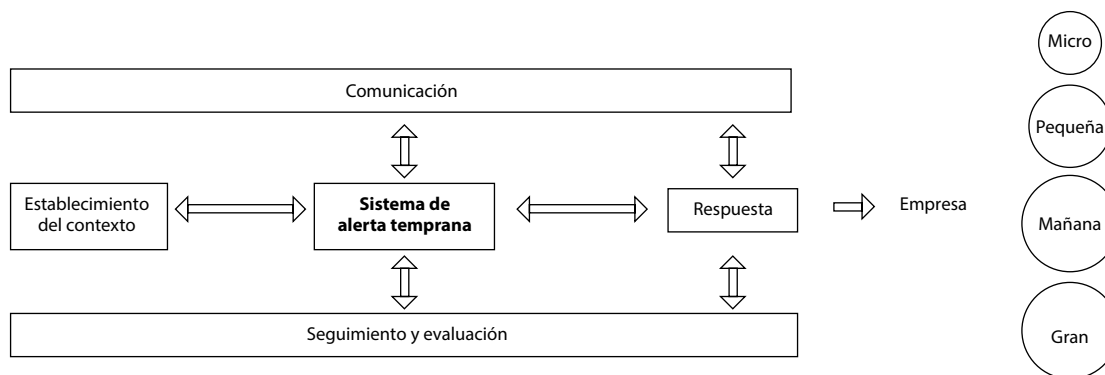 Micro
Comunicación
Pequeña
Establecimiento
del contexto
Sistema de
alerta temprana
Respuesta
Empresa
Mañana
Seguimiento y evaluación
Gran